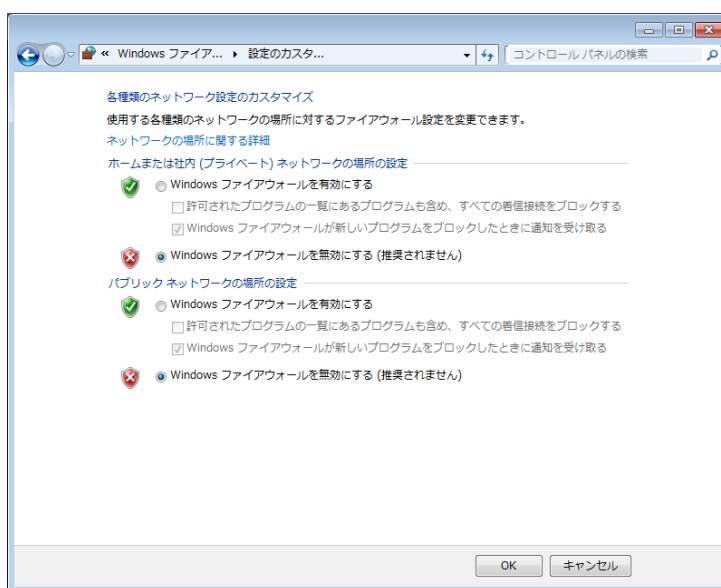 « Windows ファイア... ▸ 設定のカスタ...
コントロール パネルの検索
各種類のネットワーク設定のカスタマイズ
使用する各種類のネットワークの場所に対するファイアウォール設定を変更できます。
ネットワークの場所に関する詳細
ホームまたは社内 (プライベート) ネットワークの場所の設定
Windows ファイアウォールを有効にする
許可されたプログラムの一覧にあるプログラムも含め、すべての着信接続をブロックする
Windows ファイアウォールが新しいプログラムをブロックしたときに通知を受け取る
Windows ファイアウォールを無効にする (推奨されません)
パブリック ネットワークの場所の設定
Windows ファイアウォールを有効にする
許可されたプログラムの一覧にあるプログラムも含め、すべての着信接続をブロックする
Windows ファイアウォールが新しいプログラムをブロックしたときに通知を受け取る
Windows ファイアウォールを無効にする (推奨されません)
OK
キャンセル